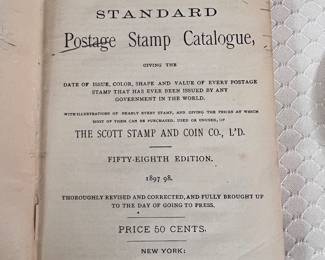 STANDARD
Postage Stamp Catalogue,
GIVING THE
DATE OF ISSUE, COLOR, SHAPE AND VALUE OF EVERY POSTAGE
STAMP THAT HAS EVER BEEN ISSUED BY ANY
GOVERNMENT IN THE WORLD.
WITH ILLUSTRATIONS OF NEARLY EVERY STAMP, AND GIVING THE PRICES AT WHICH
MOST OF THEM CAN BE PURCHASED, USED OR UNUSED, OF
THE SCOTT STAMP AND COIN CO., L'D.
FIFTY-EIGHTH EDITION.
1897 98.
THOROUGHLY REVISED AND CORRECTED, AND FULLY BROUGHT UP
TO THE DAY OF GOING TO PRESS.
PRICE 50 CENTS.
NEW YORK: